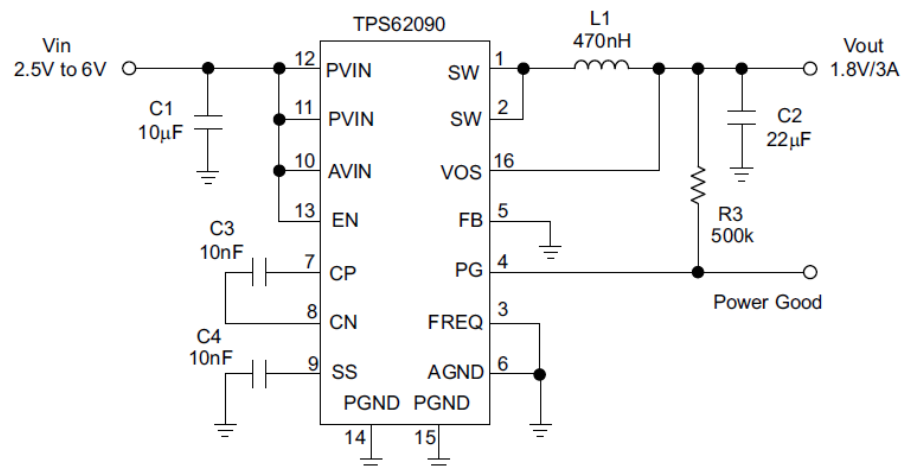 TPS62090
Vin
2.5V to 6V
C1
10μF
12
PVIN
11
PVIN
10
AVIN
13
EN
C3
10nF
7
CP
8
CN
C4
10nF
9
SS
PGND PGND
14
15
SW
1
SW
2
VOS
16
FB
5
PG
4
FREQ
3
AGND
6
L1
470nH
Vout
1.8V/3A
C2
22μF
R3
500k
Power Good